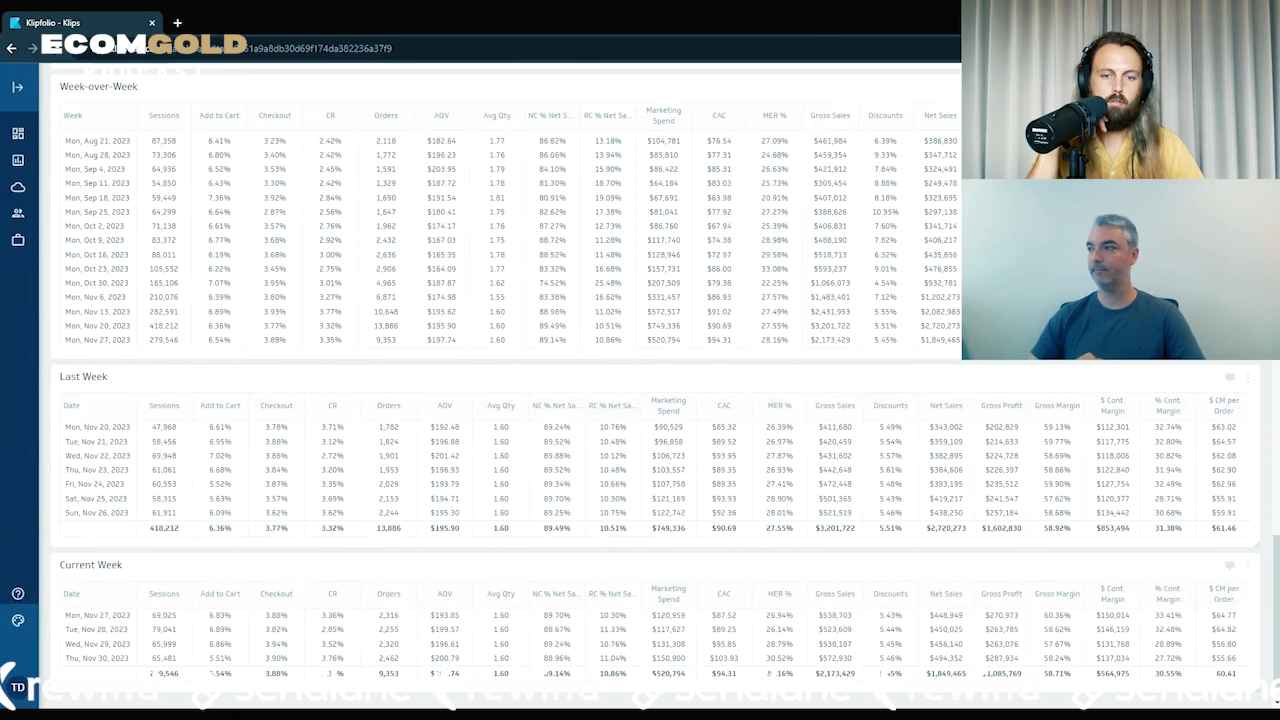 Klipfolio - Klips
ECOMGOLD
51a9a8db30d69f174da382236a37f9
Week-over-Week
Week Sessions Add to Cart Checkout CR Orders AOV Avg Qty NC % Net S... RC % Net Sa... Marketing Spend CAC MER % Gross Sales Discounts Net Sales
Mon, Aug 21, 2023 87,358 6.41% 3.23% 2.42% 2,118 $182.64 1.77 86.82% 13.18% $104,781 $76.54 27.09% $461,984 6.39% $386,830
Mon, Aug 28, 2023 73,306 6.80% 3.40% 2.42% 1,772 $196.23 1.76 86.06% 13.94% $85,810 $77.31 24.68% $459,354 9.33% $347,712
Mon, Sep 4, 2023 64,936 6.52% 3.53% 2.45% 1,591 $203.95 1.79 84.10% 15.90% $86,422 $85.31 26.63% $421,912 7.84% $324,491
Mon, Sep 11, 2023 54,850 6.43% 3.30% 2.42% 1,329 $187.72 1.78 81.30% 18.70% $64,184 $83.03 25.73% $305,454 8.88% $249,478
Mon, Sep 18, 2023 59,449 7.36% 3.92% 2.84% 1,690 $191.54 1.81 80.91% 19.09% $67,691 $63.98 20.91% $407,012 8.18% $323,695
Mon, Sep 25, 2023 64,299 6.64% 2.87% 2.56% 1,647 $180.41 1.75 82.62% 17.38% $81,041 $77.92 27.27% $388,626 10.95% $297,138
Mon, Oct 2, 2023 71,138 6.61% 3.57% 2.76% 1,962 $174.17 1.76 87.27% 12.73% $86,760 $67.94 25.39% $406,831 7.60% $341,714
Mon, Oct 9, 2023 83,372 6.77% 3.68% 2.92% 2,432 $167.03 1.75 88.72% 11.28% $117,740 $74.38 28.98% $488,190 7.82% $406,217
Mon, Oct 16, 2023 88,011 6.19% 3.68% 3.00% 2,636 $165.35 1.78 88.52% 11.48% $128,946 $72.97 29.58% $518,713 6.32% $435,856
Mon, Oct 23, 2023 105,552 6.22% 3.45% 2.75% 2,906 $164.09 1.77 83.32% 16.68% $157,731 $86.00 33.08% $593,237 9.01% $476,855
Mon, Oct 30, 2023 165,106 7.07% 3.95% 3.01% 4,965 $187.87 1.62 74.52% 25.48% $207,509 $79.38 22.25% $1,066,073 4.54% $932,781
Mon, Nov 6, 2023 210,076 6.39% 3.80% 3.27% 6,871 $174.98 1.55 83.38% 16.62% $331,457 $86.93 27.57% $1,483,401 7.12% $1,202,273
Mon, Nov 13, 2023 282,591 6.89% 3.93% 3.77% 10,648 $195.62 1.60 88.98% 11.02% $572,617 $91.02 27.49% $2,431,953 5.55% $2,082,983
Mon, Nov 20, 2023 418,212 6.36% 3.77% 3.32% 13,886 $195.90 1.60 89.49% 10.51% $749,336 $90.69 27.55% $3,201,722 5.51% $2,720,273
Mon, Nov 27, 2023 279,546 6.54% 3.88% 3.35% 9,353 $197.74 1.60 89.14% 10.86% $520,794 $94.31 28.16% $2,173,429 5.45% $1,849,465
Last Week
Date Sessions Add to Cart Checkout CR Orders AOV Avg Qty NC % Net Sa... RC % Net Sa... Marketing Spend CAC MER % Gross Sales Discounts Net Sales Gross Profit Gross Margin $ Cont. Margin % Cont. Margin $ CM per Order
Mon, Nov 20, 2023 47,968 6.61% 3.78% 3.71% 1,782 $192.48 1.60 89.24% 10.76% $90,529 $85.32 26.39% $411,680 5.49% $343,002 $202,829 59.13% $112,301 32.74% $63.02
Tue, Nov 21, 2023 58,456 6.95% 3.88% 3.12% 1,824 $196.88 1.60 89.52% 10.48% $96,858 $89.52 26.97% $420,459 5.54% $359,109 $214,633 59.77% $117,775 32.80% $64.57
Wed, Nov 22, 2023 69,948 7.02% 3.86% 2.72% 1,901 $201.42 1.60 89.88% 10.12% $106,723 $93.95 27.87% $431,602 5.57% $382,895 $224,728 58.69% $118,006 30.82% $62.08
Thu, Nov 23, 2023 61,061 6.68% 3.84% 3.20% 1,953 $196.93 1.60 89.52% 10.48% $103,557 $89.35 26.93% $442,648 5.61% $384,606 $226,397 58.86% $122,840 31.94% $62.90
Fri, Nov 24, 2023 60,553 5.52% 3.87% 3.35% 2,029 $193.79 1.60 89.34% 10.66% $107,758 $89.18 27.41% $472,448 5.48% $393,195 $235,512 59.90% $127,754 32.49% $62.96
Sat, Nov 25, 2023 58,315 5.63% 3.57% 3.69% 2,153 $194.71 1.60 89.70% 10.30% $121,169 $93.93 28.90% $501,365 5.43% $419,217 $241,547 57.62% $120,377 28.71% $55.91
Sun, Nov 26, 2023 61,911 6.09% 3.62% 3.62% 2,244 $195.30 1.60 89.25% 10.75% $122,742 $92.36 28.01% $521,519 5.47% $438,250 $257,184 58.68% $134,442 30.68% $59.91
418,212 6.36% 3.77% 3.32% 13,886 $195.90 1.60 89.49% 10.51% $749,336 $90.69 27.55% $3,201,722 5.51% $2,720,273 $1,602,830 58.92% $853,494 31.38% $61.46
Current Week
Date Sessions Add to Cart Checkout CR Orders AOV Avg Qty NC % Net Sa... RC % Net Sa... Marketing Spend CAC MER % Gross Sales Discounts Net Sales Gross Profit Gross Margin $ Cont. Margin % Cont. Margin $ CM per Order
Mon, Nov 27, 2023 69,025 6.83% 3.88% 3.36% 2,316 $193.85 1.60 89.70% 10.30% $120,959 $87.52 26.94% $538,703 5.43% $448,949 $270,973 60.36% $150,014 33.41% $64.77
Tue, Nov 28, 2023 79,041 6.89% 3.82% 2.85% 2,255 $199.57 1.60 88.67% 11.33% $117,627 $89.25 26.14% $523,609 5.44% $450,025 $263,785 58.62% $146,159 32.48% $64.82
Wed, Nov 29, 2023 65,999 6.86% 3.94% 3.52% 2,320 $196.61 1.60 89.24% 10.76% $131,308 $95.85 28.79% $538,187 5.45% $456,140 $263,076 57.67% $131,768 28.89% $56.80
Thu, Nov 30, 2023 65,481 5.51% 3.90% 3.76% 2,462 $200.79 1.60 88.96% 11.04% $150,900 $103.93 30.52% $572,930 5.46% $494,352 $287,934 58.24% $137,034 27.72% $55.66
3.88% 9,353 1.60 10.86% $520,794 $94.31 $2,173,429 $1,849,465 $564,975 30.55% 60.41
TD